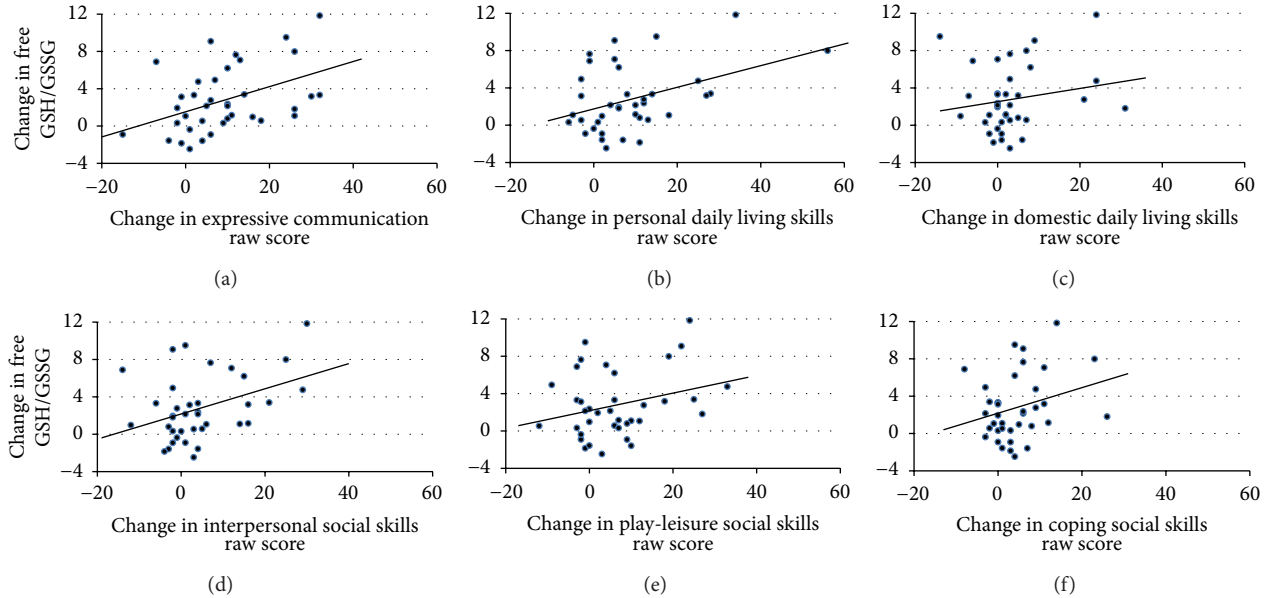 Change in free
GSH/GSSG
12
8
4
0
−4
−20
0
20
40
60
Change in expressive communication
raw score
(a)
12
8
4
0
−4
−20
0
20
40
60
Change in personal daily living skills
raw score
(b)
12
8
4
0
−4
−20
0
20
40
60
Change in domestic daily living skills
raw score
(c)
Change in free
GSH/GSSG
12
8
4
0
−4
−20
0
20
40
60
Change in interpersonal social skills
raw score
(d)
12
8
4
0
−4
−20
0
20
40
60
Change in play-leisure social skills
raw score
(e)
12
8
4
0
−4
−20
0
20
40
60
Change in coping social skills
raw score
(f)